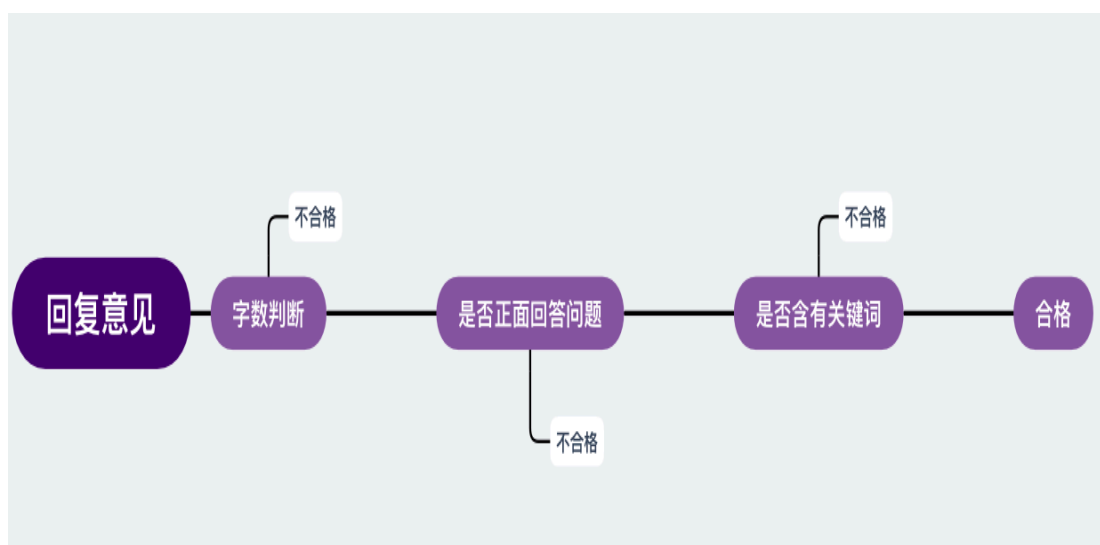 回复意见
字数判断
不合格
是否正面回答问题
不合格
是否含有关键词
不合格
合格